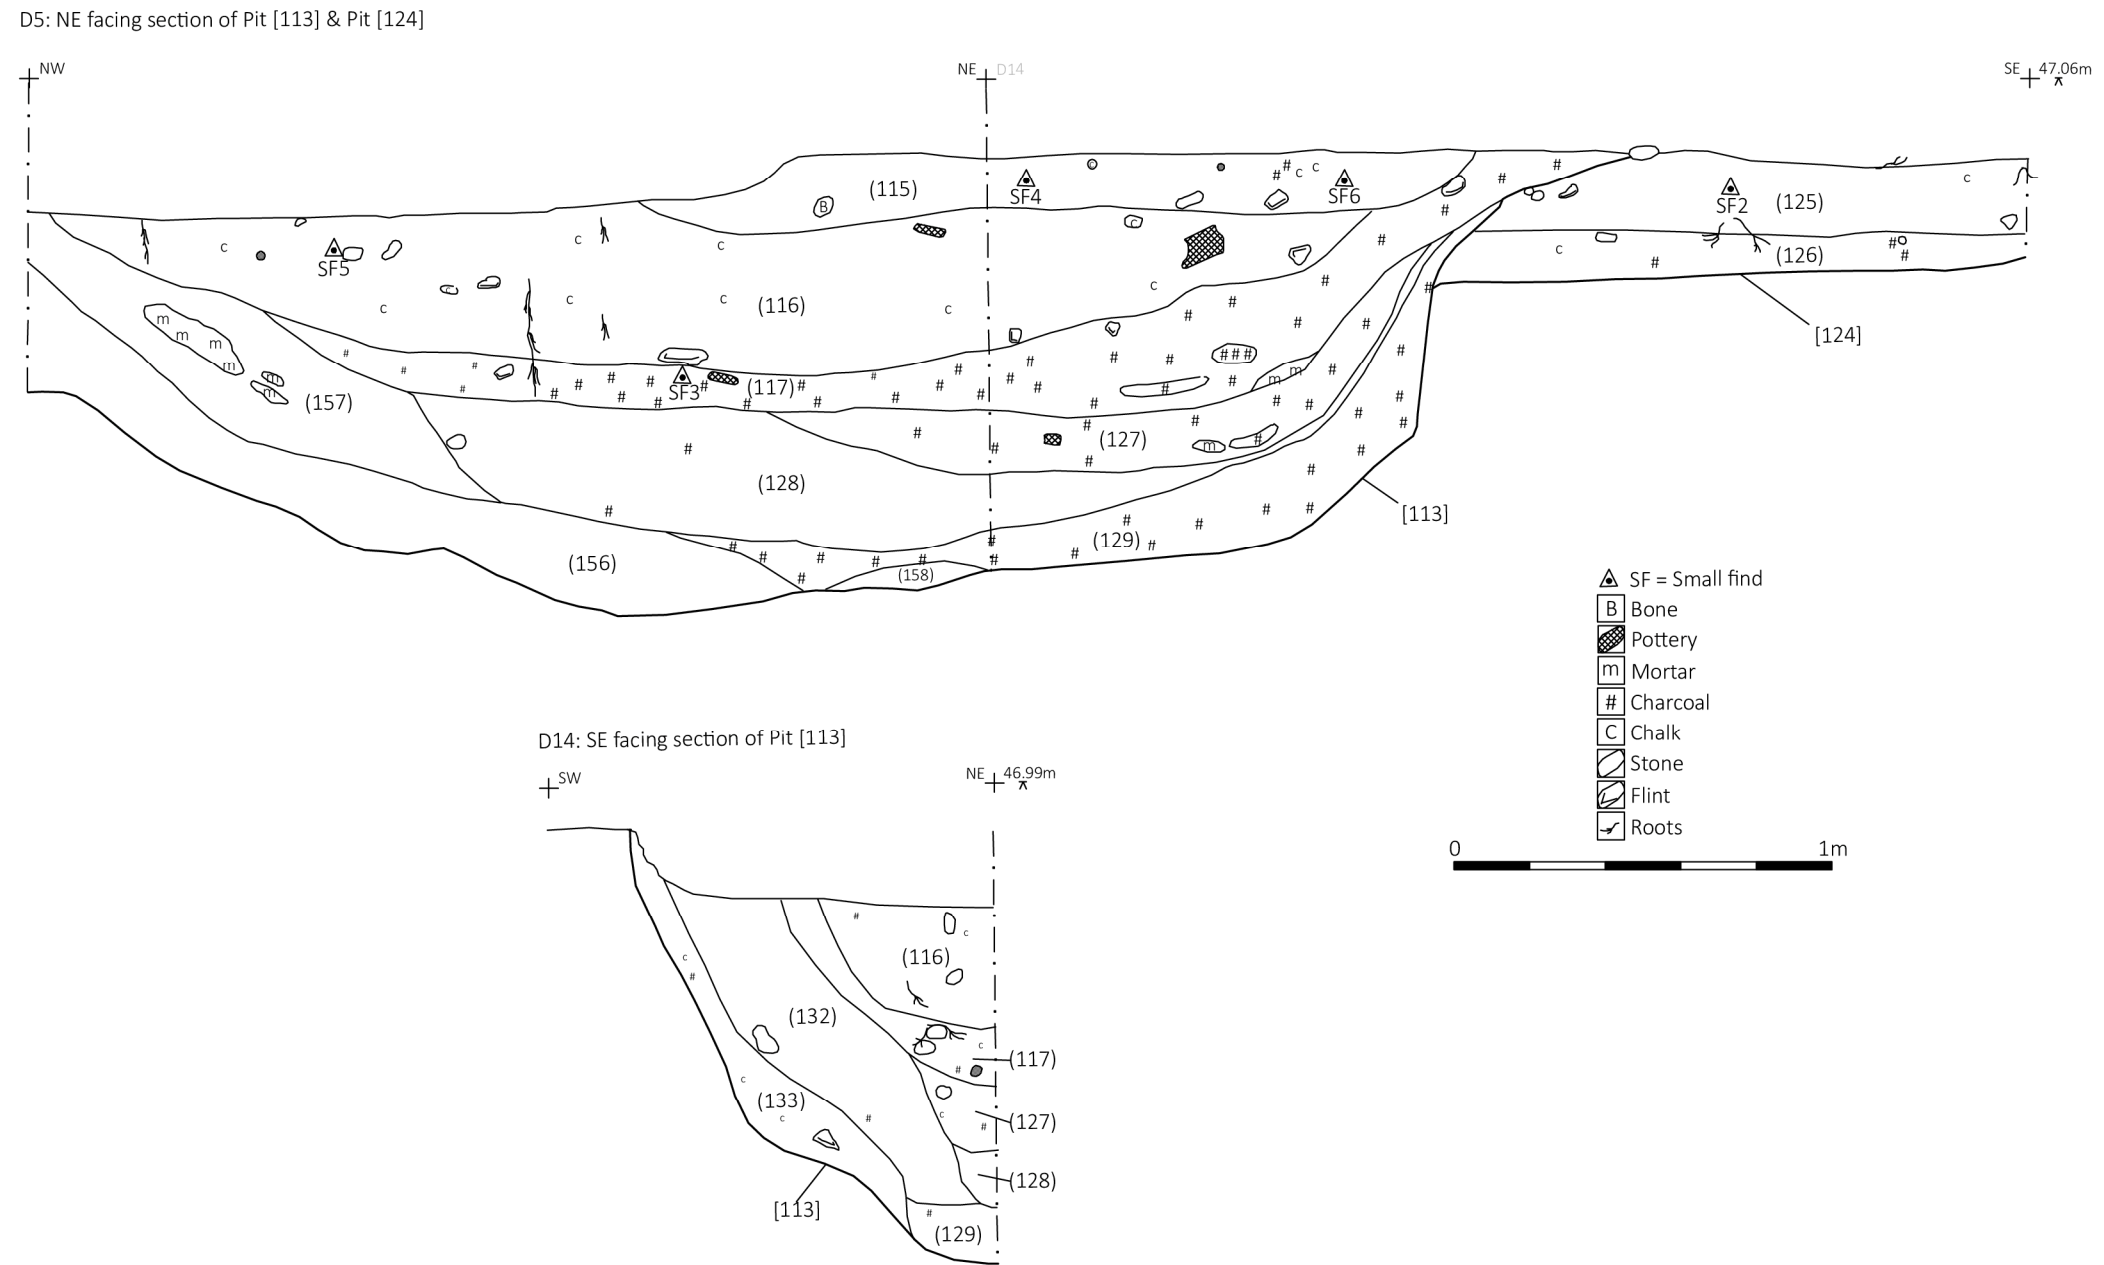 D5: NE facing section of Pit [113] & Pit [124]
NW
NE
D14
SE
47.06m
(115)
B
C
# # C C
SF4
SF6
#
#
SF2
(125)
C
C
SF5
C
C
C
(116)
C
C
C
C
C
(126)
C
#
#
#
[124]
m m m m
m m
(157)
SF3
(117)
# # #
m m
(127)
m
(128)
[113]
(129)
(156)
(158)
SF = Small find
B Bone
Pottery
m Mortar
# Charcoal
C Chalk
Stone
Flint
Roots
0
1m
D14: SE facing section of Pit [113]
SW
NE
46.99m
#
C
(116)
C
#
(132)
C
(117)
#
C
(133)
C
#
C
(127)
#
(128)
[113]
#
(129)